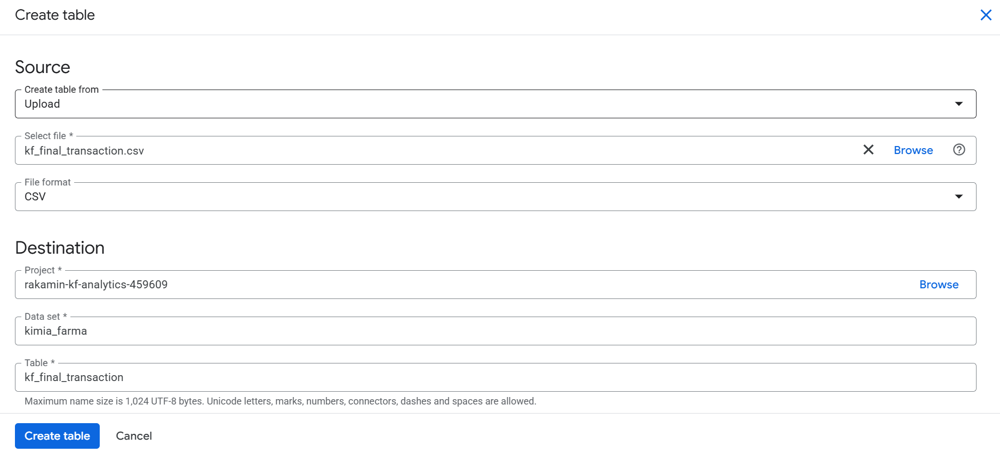 Create table
Source
Create table from
Upload
Select file *
kf_final_transaction.csv
Browse
File format
CSV
Destination
Project *
rakamin-kf-analytics-459609
Browse
Data set *
kimia_farma
Table *
kf_final_transaction
Maximum name size is 1,024 UTF-8 bytes. Unicode letters, marks, numbers, connectors, dashes and spaces are allowed.
Create table Cancel